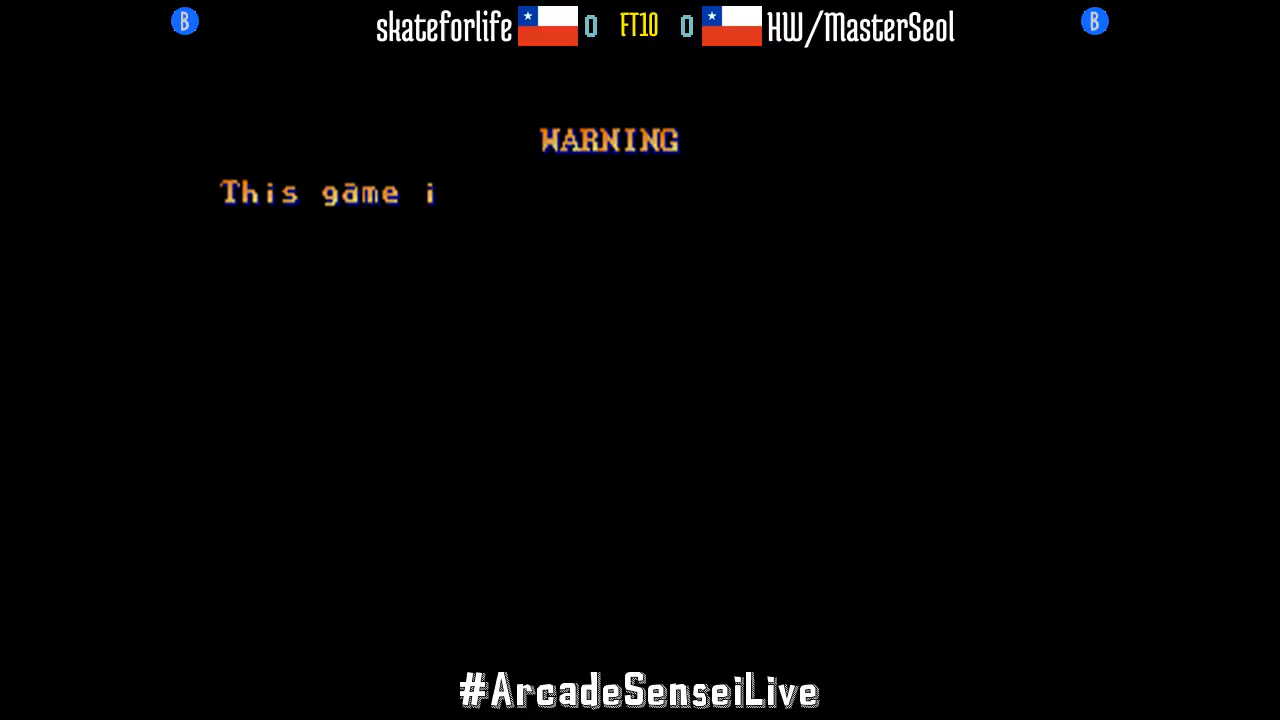 B skateforlife 0 FT10 0 HW/MasterSeol B
WARNING
This game i
#ArcadeSenseiLive